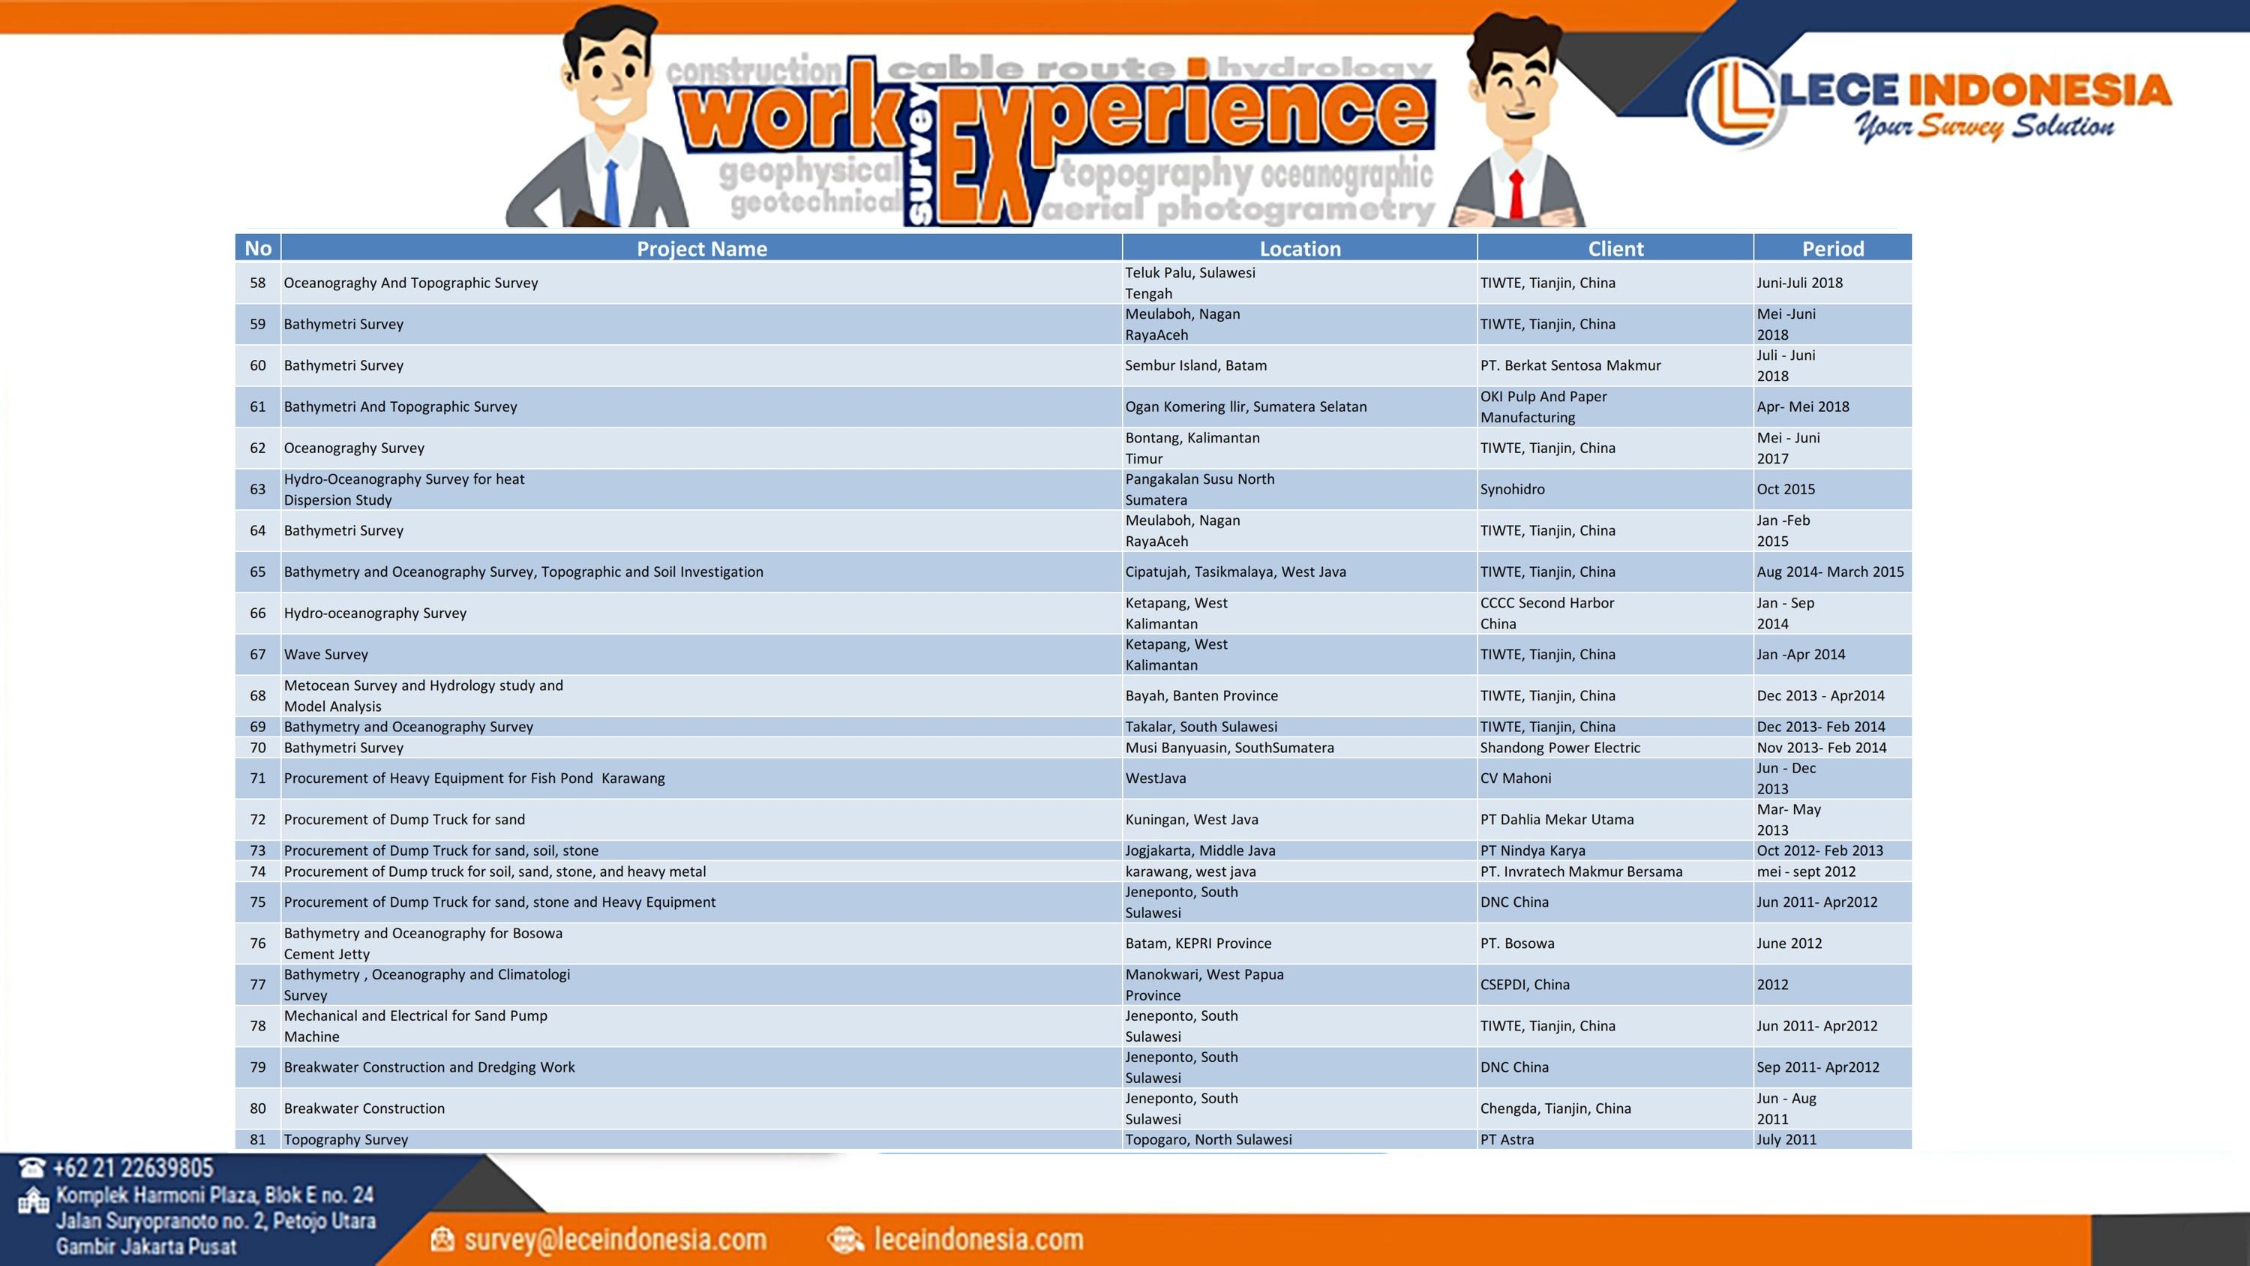 construction cable route hydrology
work survey Experience
geophysical topography oceanographic
geotechnical aerial photogrametry
LECE INDONESIA
Your Survey Solution
No Project Name Location Client Period
58 Oceanograghy And Topographic Survey Teluk Palu, Sulawesi Tengah TIWTE, Tianjin, China Juni-Juli 2018
59 Bathymetri Survey Meulaboh, Nagan RayaAceh TIWTE, Tianjin, China Mei -Juni 2018
60 Bathymetri Survey Sembur Island, Batam PT. Berkat Sentosa Makmur Juli - Juni 2018
61 Bathymetri And Topographic Survey Ogan Komering llir, Sumatera Selatan OKI Pulp And Paper Manufacturing Apr- Mei 2018
62 Oceanograghy Survey Bontang, Kalimantan Timur TIWTE, Tianjin, China Mei - Juni 2017
63 Hydro-Oceanography Survey for heat Dispersion Study Pangakalan Susu North Sumatera Synohidro Oct 2015
64 Bathymetri Survey Meulaboh, Nagan RayaAceh TIWTE, Tianjin, China Jan -Feb 2015
65 Bathymetry and Oceanography Survey, Topographic and Soil Investigation Cipatujah, Tasikmalaya, West Java TIWTE, Tianjin, China Aug 2014- March 2015
66 Hydro-oceanography Survey Ketapang, West Kalimantan CCCC Second Harbor China Jan - Sep 2014
67 Wave Survey Ketapang, West Kalimantan TIWTE, Tianjin, China Jan -Apr 2014
68 Metocean Survey and Hydrology study and Model Analysis Bayah, Banten Province TIWTE, Tianjin, China Dec 2013 - Apr2014
69 Bathymetry and Oceanography Survey Takalar, South Sulawesi TIWTE, Tianjin, China Dec 2013- Feb 2014
70 Bathymetri Survey Musi Banyuasin, SouthSumatera Shandong Power Electric Nov 2013- Feb 2014
71 Procurement of Heavy Equipment for Fish Pond Karawang WestJava CV Mahoni Jun - Dec 2013
72 Procurement of Dump Truck for sand Kuningan, West Java PT Dahlia Mekar Utama Mar- May 2013
73 Procurement of Dump Truck for sand, soil, stone Jogjakarta, Middle Java PT Nindya Karya Oct 2012- Feb 2013
74 Procurement of Dump truck for soil, sand, stone, and heavy metal karawang, west java PT. Invratech Makmur Bersama mei - sept 2012
75 Procurement of Dump Truck for sand, stone and Heavy Equipment Jeneponto, South Sulawesi DNC China Jun 2011- Apr2012
76 Bathymetry and Oceanography for Bosowa Cement Jetty Batam, KEPRI Province PT. Bosowa June 2012
77 Bathymetry , Oceanography and Climatologi Survey Manokwari, West Papua Province CSEPDI, China 2012
78 Mechanical and Electrical for Sand Pump Machine Jeneponto, South Sulawesi TIWTE, Tianjin, China Jun 2011- Apr2012
79 Breakwater Construction and Dredging Work Jeneponto, South Sulawesi DNC China Sep 2011- Apr2012
80 Breakwater Construction Jeneponto, South Sulawesi Chengda, Tianjin, China Jun - Aug 2011
81 Topography Survey Topogaro, North Sulawesi PT Astra July 2011
+62 21 22639805
Komplek Harmoni Plaza, Blok E no. 24
Jalan Suryopranoto no. 2, Petojo Utara
Gambir Jakarta Pusat
survey@leceindonesia.com
leceindonesia.com